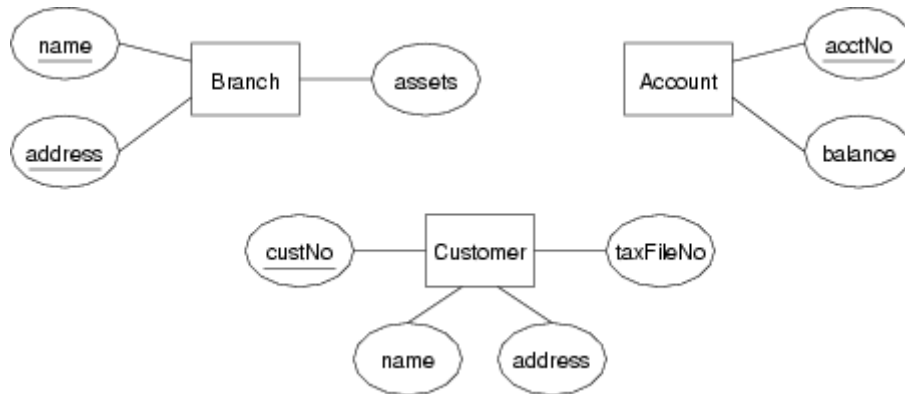 name
Branch
assets
address
acctNo
Account
balance
custNo
Customer
taxFileNo
name
address